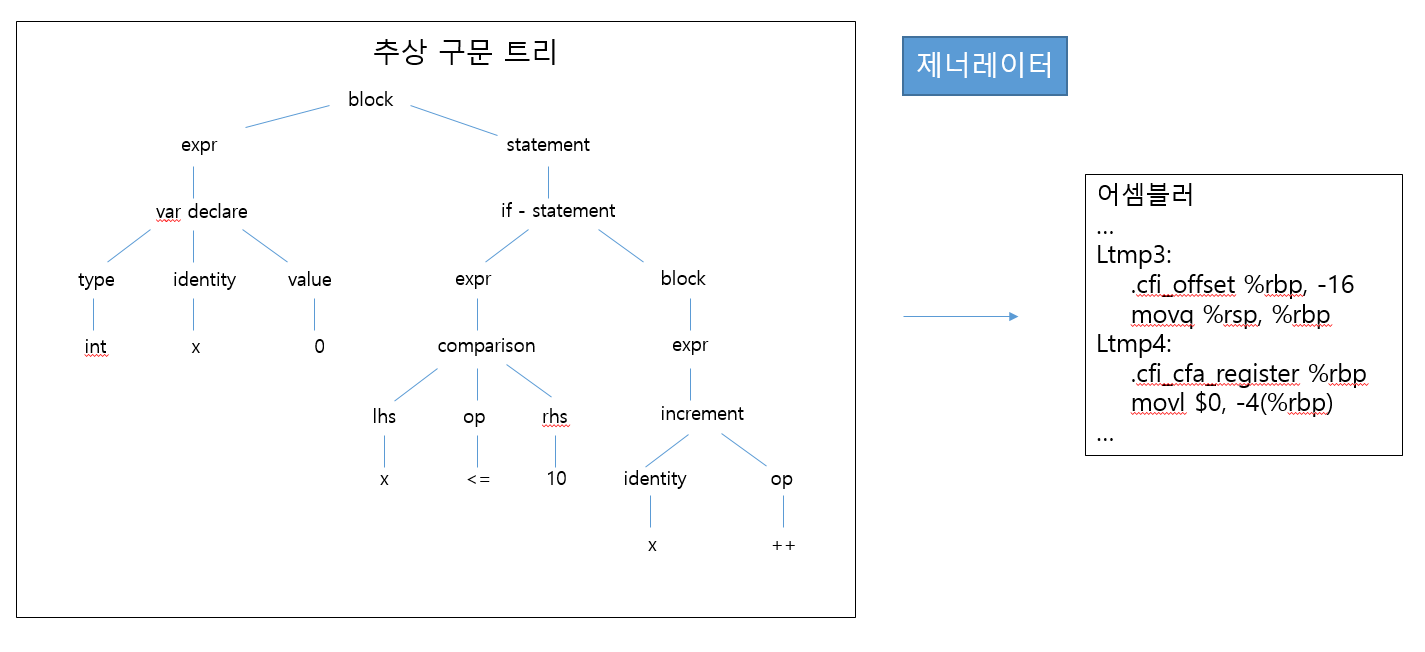 추상 구문 트리
block
expr statement
var declare if - statement
type identity value expr block
int x 0 comparison expr
lhs op rhs increment
x <= 10 identity op
x ++
제너레이터
어셈블러
...
Ltmp3:
.cfi_offset %rbp, -16
movq %rsp, %rbp
Ltmp4:
.cfi_cfa_register %rbp
movl $0, -4(%rbp)
...